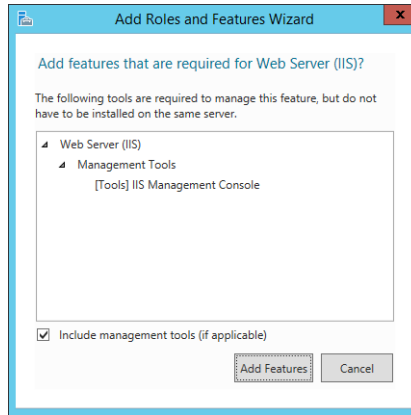 Add Roles and Features Wizard
x
Add features that are required for Web Server (IIS)?
The following tools are required to manage this feature, but do not
have to be installed on the same server.
Web Server (IIS)
Management Tools
[Tools] IIS Management Console
Include management tools (if applicable)
Add Features Cancel